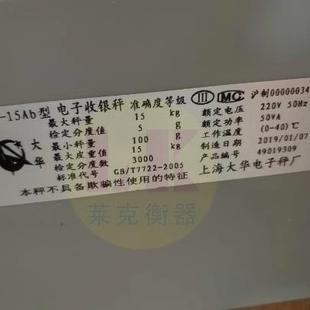 -15Ab型 电子收银秤 准确度等级 III MC 沪制00000034
最大秤量 15 kg 额定电压 220V 50Hz
检定分度值 5 g 额定功率 50VA
最小秤量 100 g 工作温度 (0-40)℃
最大皮重量 15 kg 制造日期 2019/01/07
检定分度数 3000 编号 49019309
标准代号 GB/T7722-2005 上海大华电子秤厂
大华
本秤不具备欺骗性使用的特征
莱克衡器